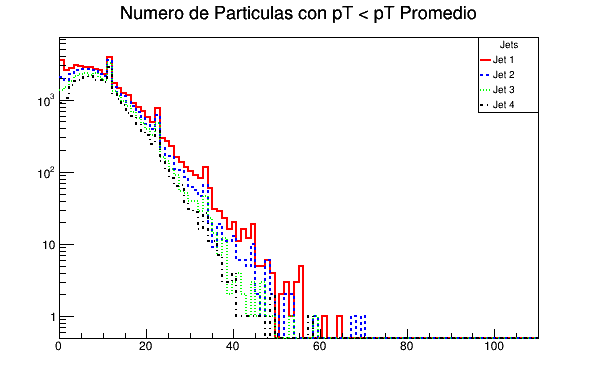 Numero de Particulas con pT < pT Promedio
Jets
Jet 1
Jet 2
Jet 3
Jet 4
10³
10²
10
1
0 20 40 60 80 100